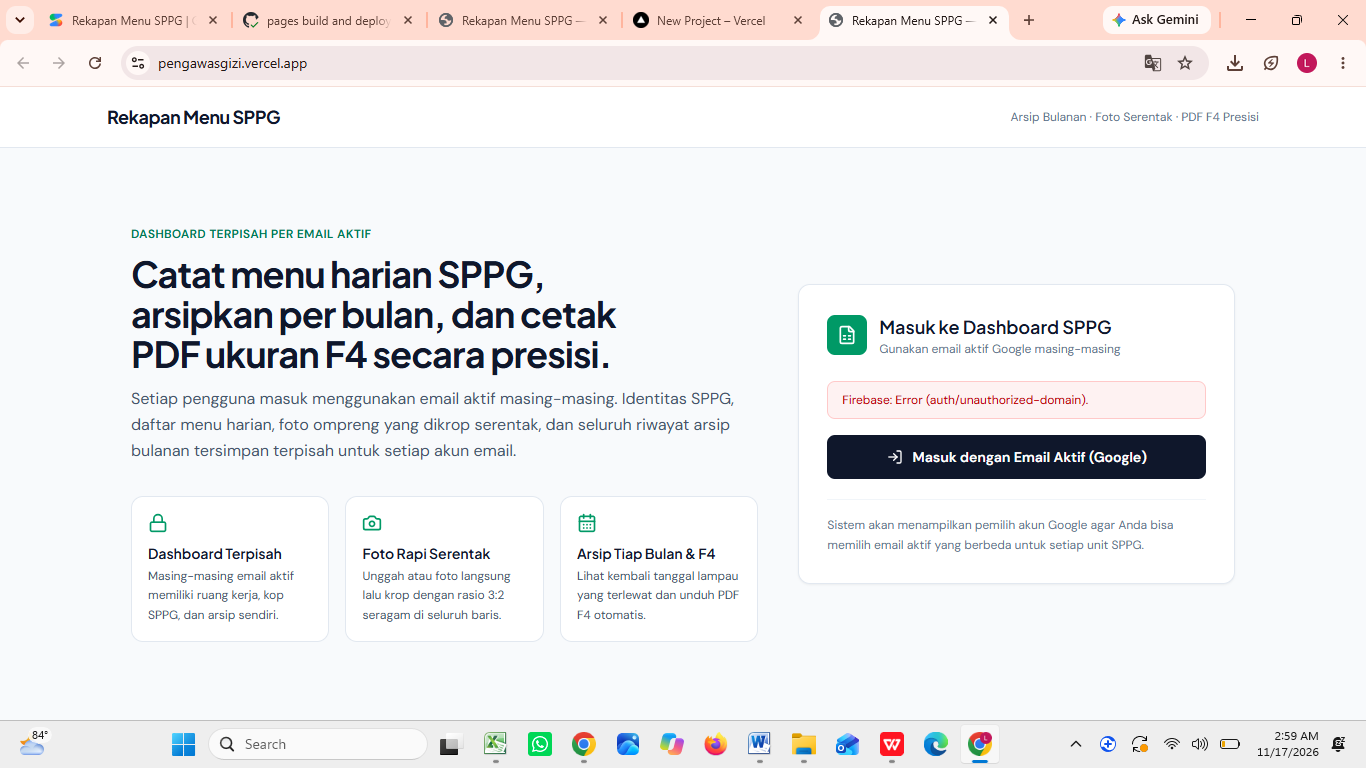 Rekapan Menu SPPG | G
pages build and deploy
Rekapan Menu SPPG —
New Project – Vercel
Rekapan Menu SPPG —
Ask Gemini
pengawasgizi.vercel.app
L
Rekapan Menu SPPG
Arsip Bulanan · Foto Serentak · PDF F4 Presisi
DASHBOARD TERPISAH PER EMAIL AKTIF
Catat menu harian SPPG,
arsipkan per bulan, dan cetak
PDF ukuran F4 secara presisi.
Setiap pengguna masuk menggunakan email aktif masing-masing. Identitas SPPG,
daftar menu harian, foto ompreng yang dikrop serentak, dan seluruh riwayat arsip
bulanan tersimpan terpisah untuk setiap akun email.
Dashboard Terpisah
Masing-masing email aktif
memiliki ruang kerja, kop
SPPG, dan arsip sendiri.
Foto Rapi Serentak
Unggah atau foto langsung
lalu krop dengan rasio 3:2
seragam di seluruh baris.
Arsip Tiap Bulan & F4
Lihat kembali tanggal lampau
yang terlewat dan unduh PDF
F4 otomatis.
Masuk ke Dashboard SPPG
Gunakan email aktif Google masing-masing
Firebase: Error (auth/unauthorized-domain).
Masuk dengan Email Aktif (Google)
Sistem akan menampilkan pemilih akun Google agar Anda bisa
memilih email aktif yang berbeda untuk setiap unit SPPG.
84°
Search
2:59 AM
11/17/2026